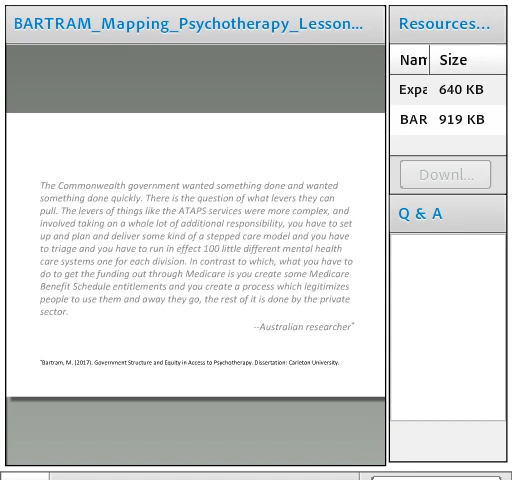 BARTRAM_Mapping_Psychotherapy_Lesson...
The Commonwealth government wanted something done and wanted
something done quickly. There is the question of what levers they can
pull. The levers of things like the ATAPS services were more complex, and
involved taking on a whole lot of additional responsibility, you have to set
up and plan and deliver some kind of a stepped care model and you have
to triage and you have to run in effect 100 little different mental health
care systems one for each division. In contrast to which, what you have to
do to get the funding out through Medicare is you create some Medicare
Benefit Schedule entitlements and you create a process which legitimizes
people to use them and away they go, the rest of it is done by the private
sector.
--Australian researcher*
*Bartram, M. (2017). Government Structure and Equity in Access to Psychotherapy. Dissertation: Carleton University.
Resources...
Nam Size
Expa 640 KB
BAR 919 KB
Downl...
Q & A